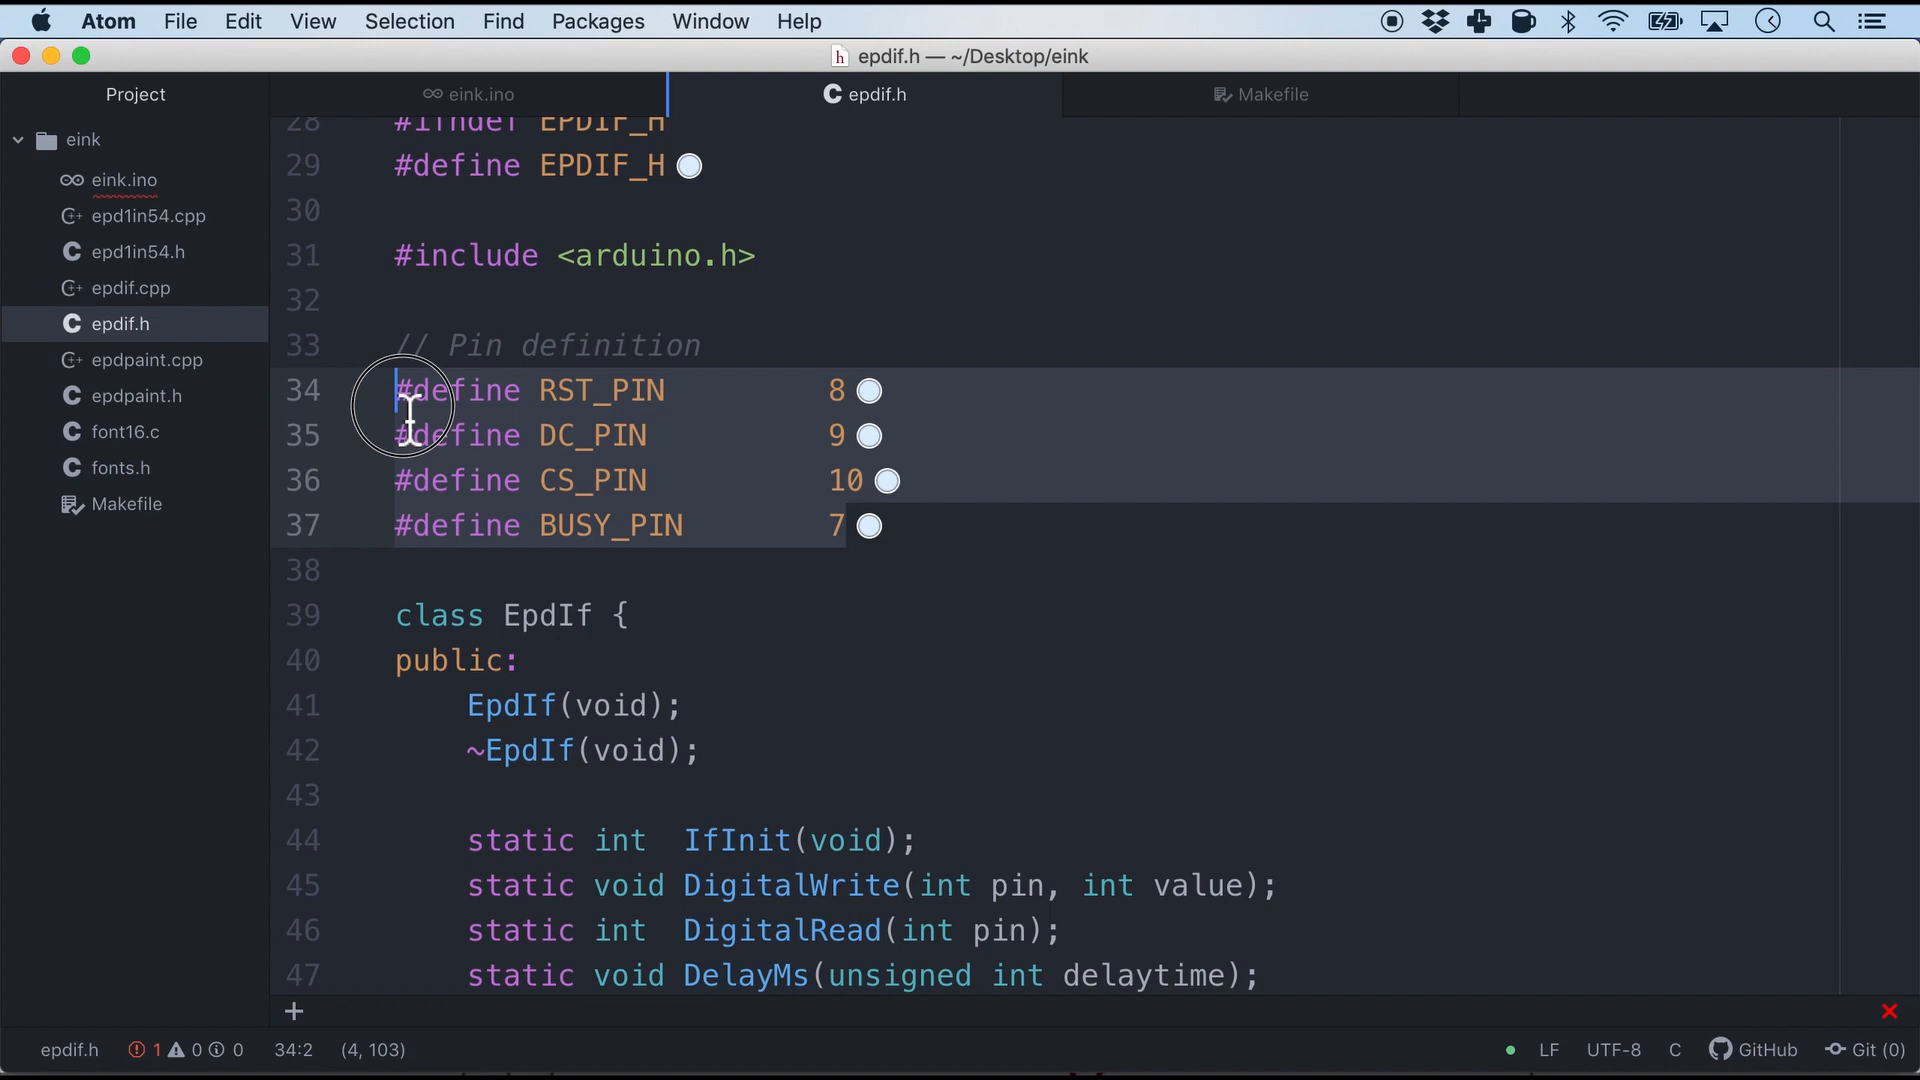 Atom File Edit View Selection Find Packages Window Help
h epdif.h — ~/Desktop/eink
Project eink.ino epdif.h Makefile
eink
eink.ino
epd1in54.cpp
epd1in54.h
epdif.cpp
epdif.h
epdpaint.cpp
epdpaint.h
font16.c
fonts.h
Makefile
28 #ifndef EPDIF_H
29 #define EPDIF_H
30
31 #include <arduino.h>
32
33 // Pin definition
34 #define RST_PIN 8
35 #define DC_PIN 9
36 #define CS_PIN 10
37 #define BUSY_PIN 7
38
39 class EpdIf {
40 public:
41 EpdIf(void);
42 ~EpdIf(void);
43
44 static int IfInit(void);
45 static void DigitalWrite(int pin, int value);
46 static int DigitalRead(int pin);
47 static void DelayMs(unsigned int delaytime);
epdif.h 1 0 0 34:2 (4, 103) LF UTF-8 C GitHub Git (0)